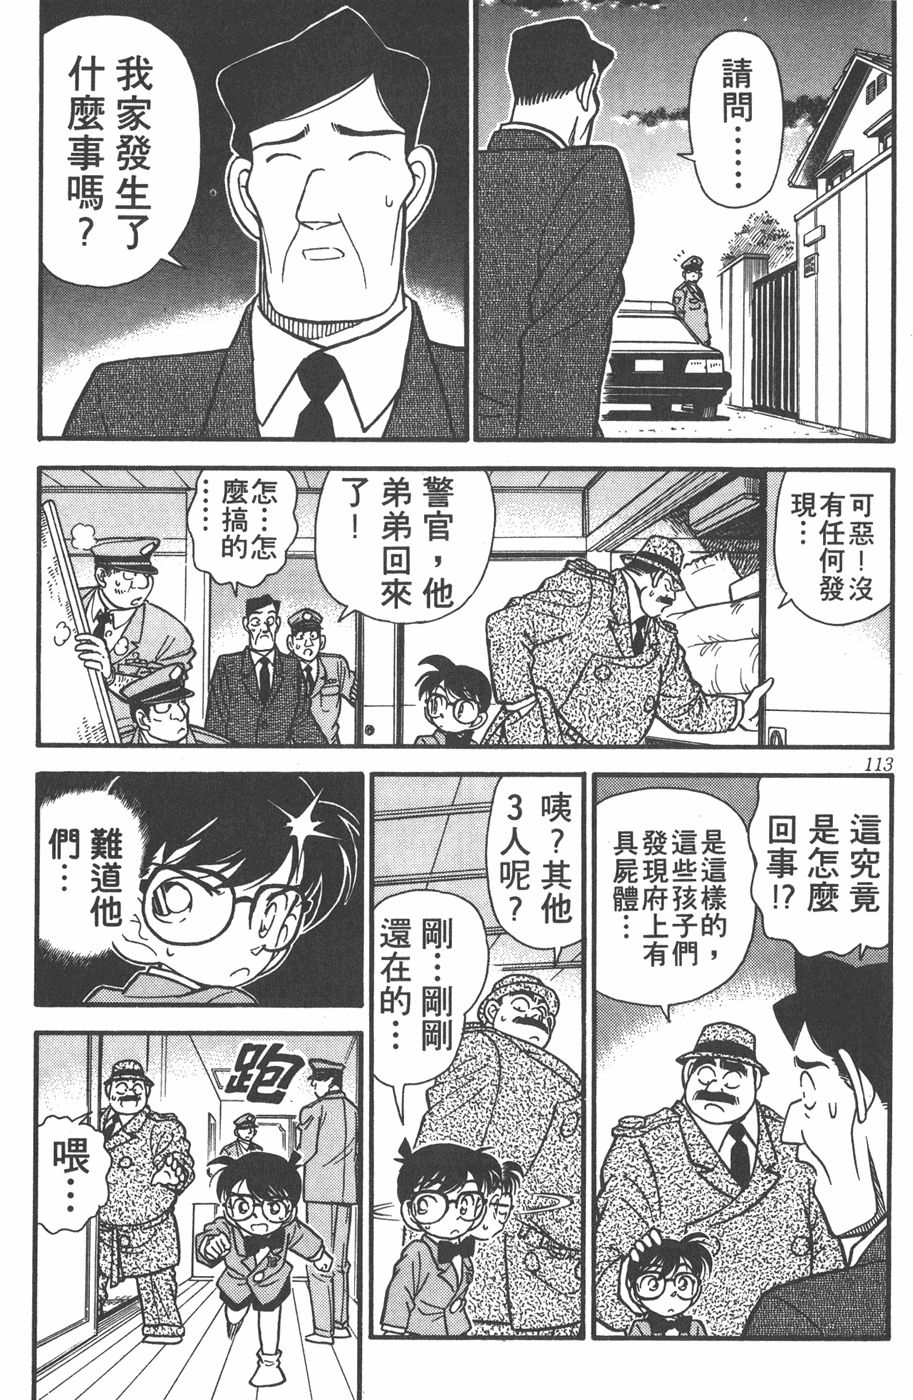 請問……
我家發生了
什麼事嗎？
可惡！沒
有任何發
現…
警官，他
弟弟回來
了！
怎…怎
麼搞的
……
113
這究竟
是怎麼
回事!?
是這樣的
這些孩子們，
發現府上有
具屍體…
咦？其他
3人呢？
剛…剛剛
還在的…
難道他
們…
跑
喂…